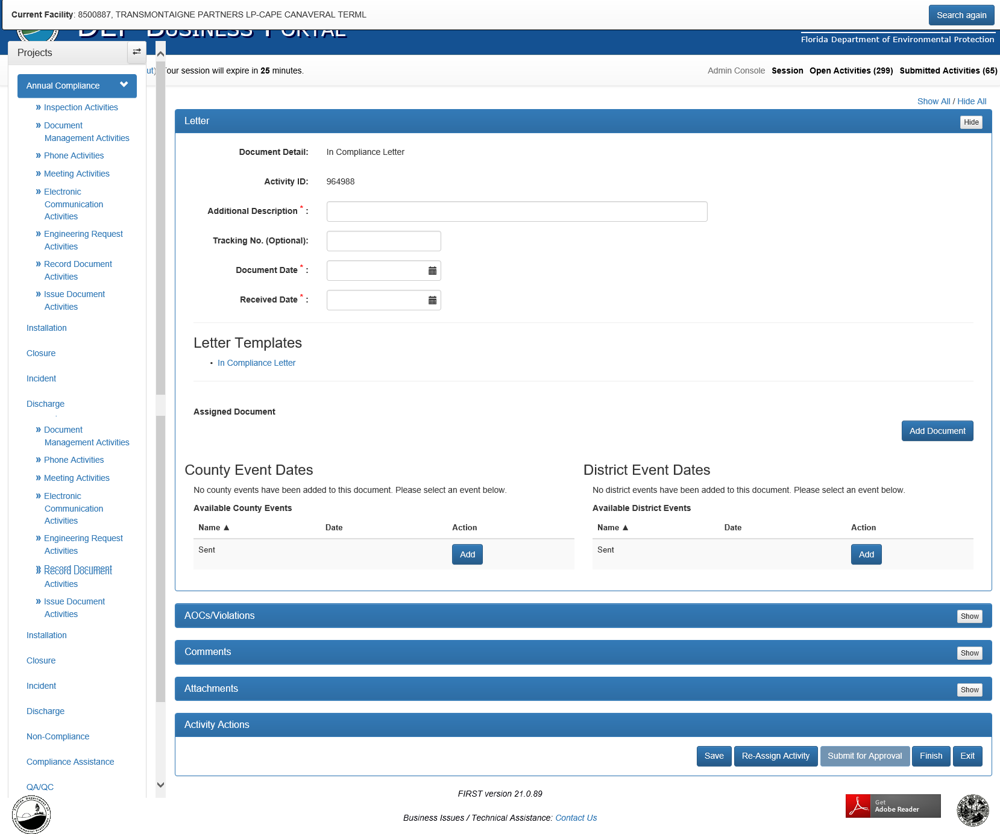 Current Facility: 8500887, TRANSMONTAIGNE PARTNERS LP-CAPE CANAVERAL TERML
Search again
DEP BUSINESS PORTAL
Florida Department of Environmental Protection
Projects
ut) Your session will expire in 25 minutes.
Admin Console Session Open Activities (299) Submitted Activities (65)
Annual Compliance
» Inspection Activities
» Document
Management Activities
» Phone Activities
» Meeting Activities
» Electronic
Communication
Activities
» Engineering Request
Activities
» Record Document
Activities
» Issue Document
Activities
Installation
Closure
Incident
Discharge
» Document
Management Activities
» Phone Activities
» Meeting Activities
» Electronic
Communication
Activities
» Engineering Request
Activities
» Record Document
» Record Document
Activities
» Issue Document
Activities
Installation
Closure
Incident
Discharge
Non-Compliance
Compliance Assistance
QA/QC
Show All / Hide All
Letter
Hide
Document Detail: In Compliance Letter
Activity ID: 964988
Additional Description * :
Tracking No. (Optional):
Document Date * :
Received Date * :
Letter Templates
• In Compliance Letter
Assigned Document
Add Document
County Event Dates
No county events have been added to this document. Please select an event below.
Available County Events
Name ▲ Date Action
Sent Add
District Event Dates
No district events have been added to this document. Please select an event below.
Available District Events
Name ▲ Date Action
Sent Add
AOCs/Violations
Show
Comments
Show
Attachments
Show
Activity Actions
Save Re-Assign Activity Submit for Approval Finish Exit
FIRST version 21.0.89
Business Issues / Technical Assistance: Contact Us
Get
Adobe Reader